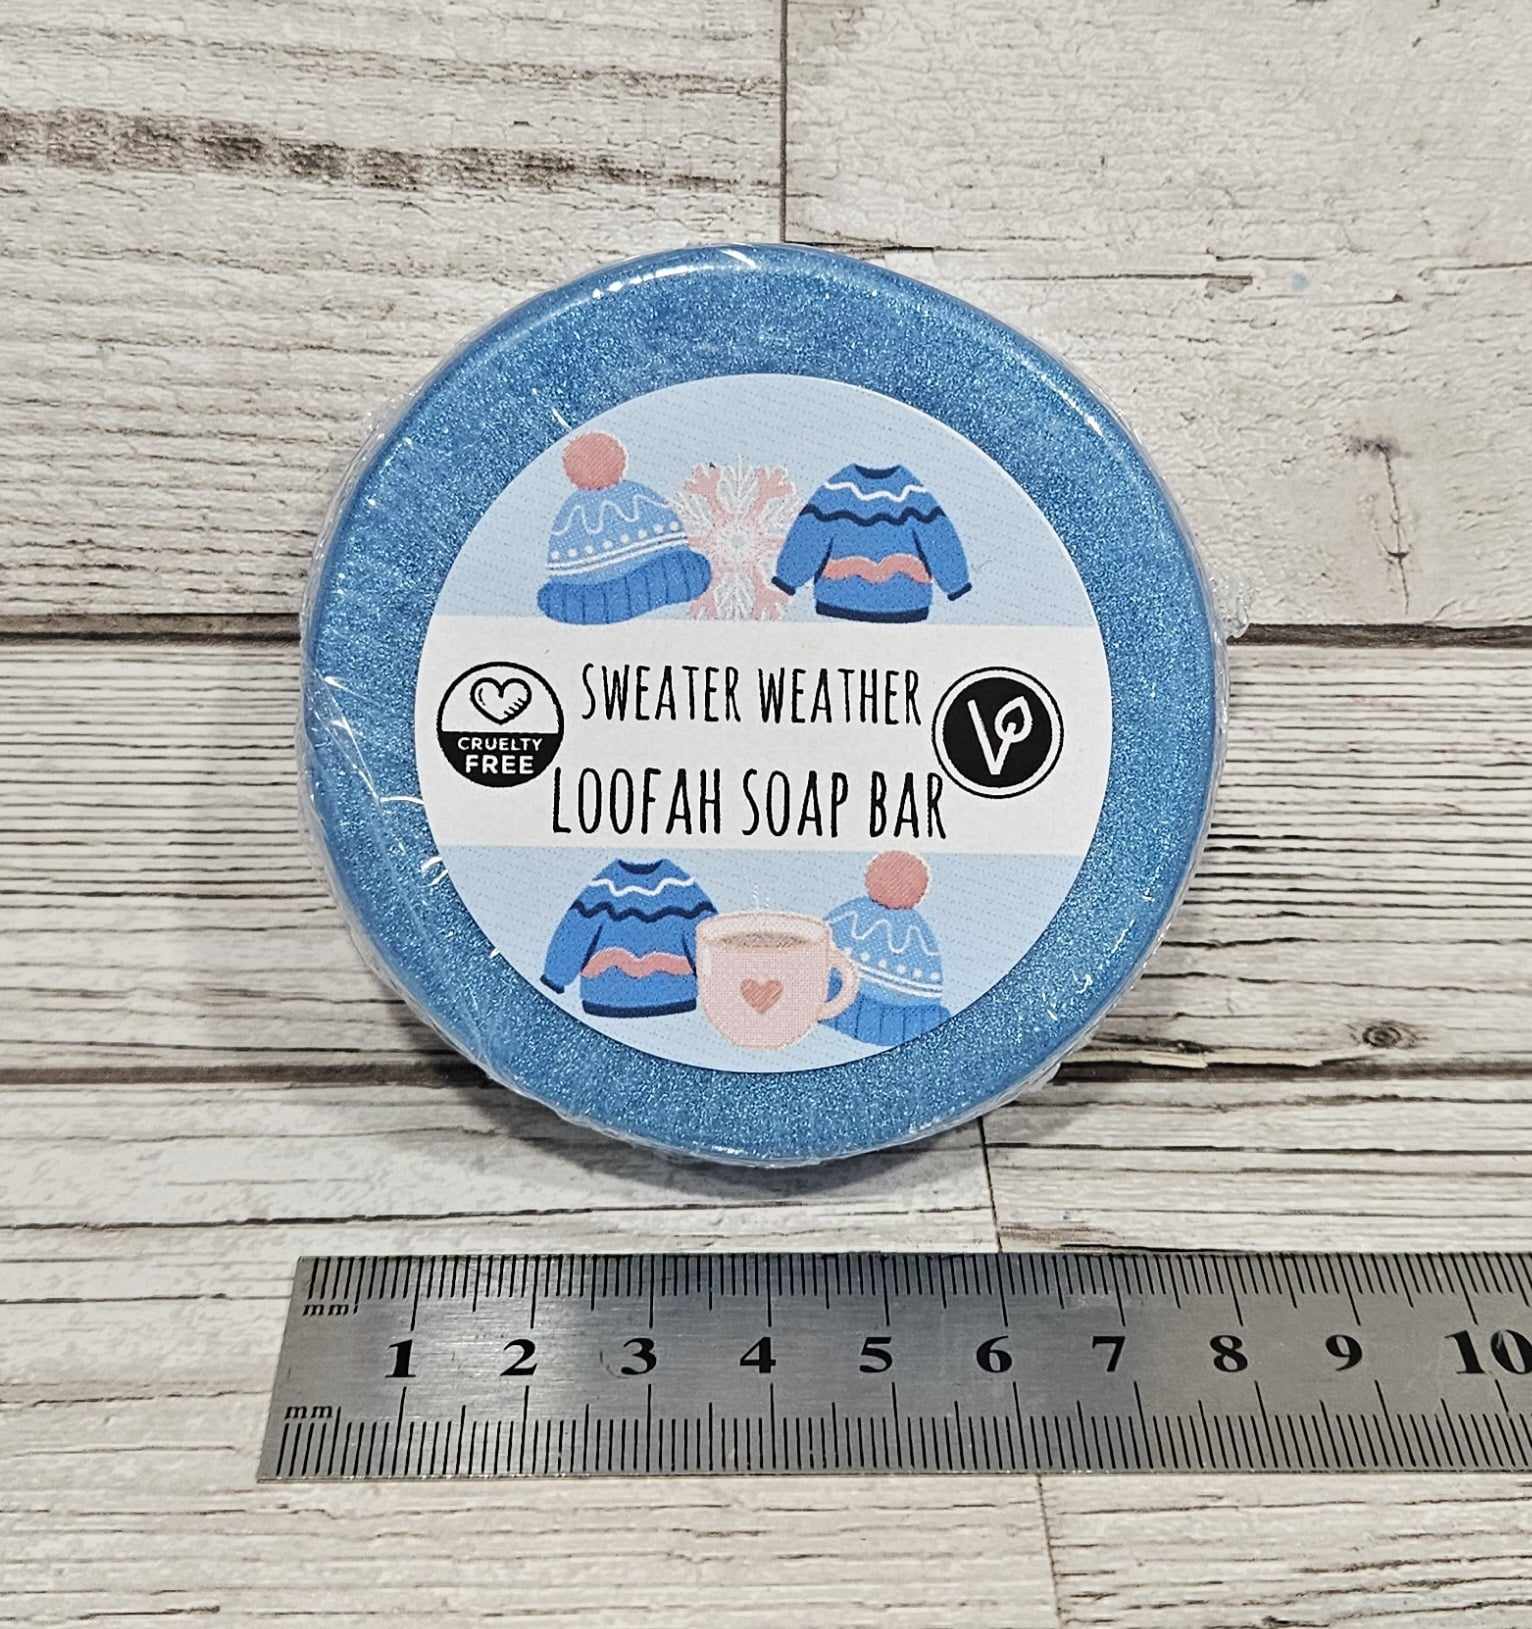 SWEATER WEATHER
CRUELTY
FREE
V
LOOFAH SOAP BAR
mm
1 2 3 4 5 6 7 8 9 10
mm